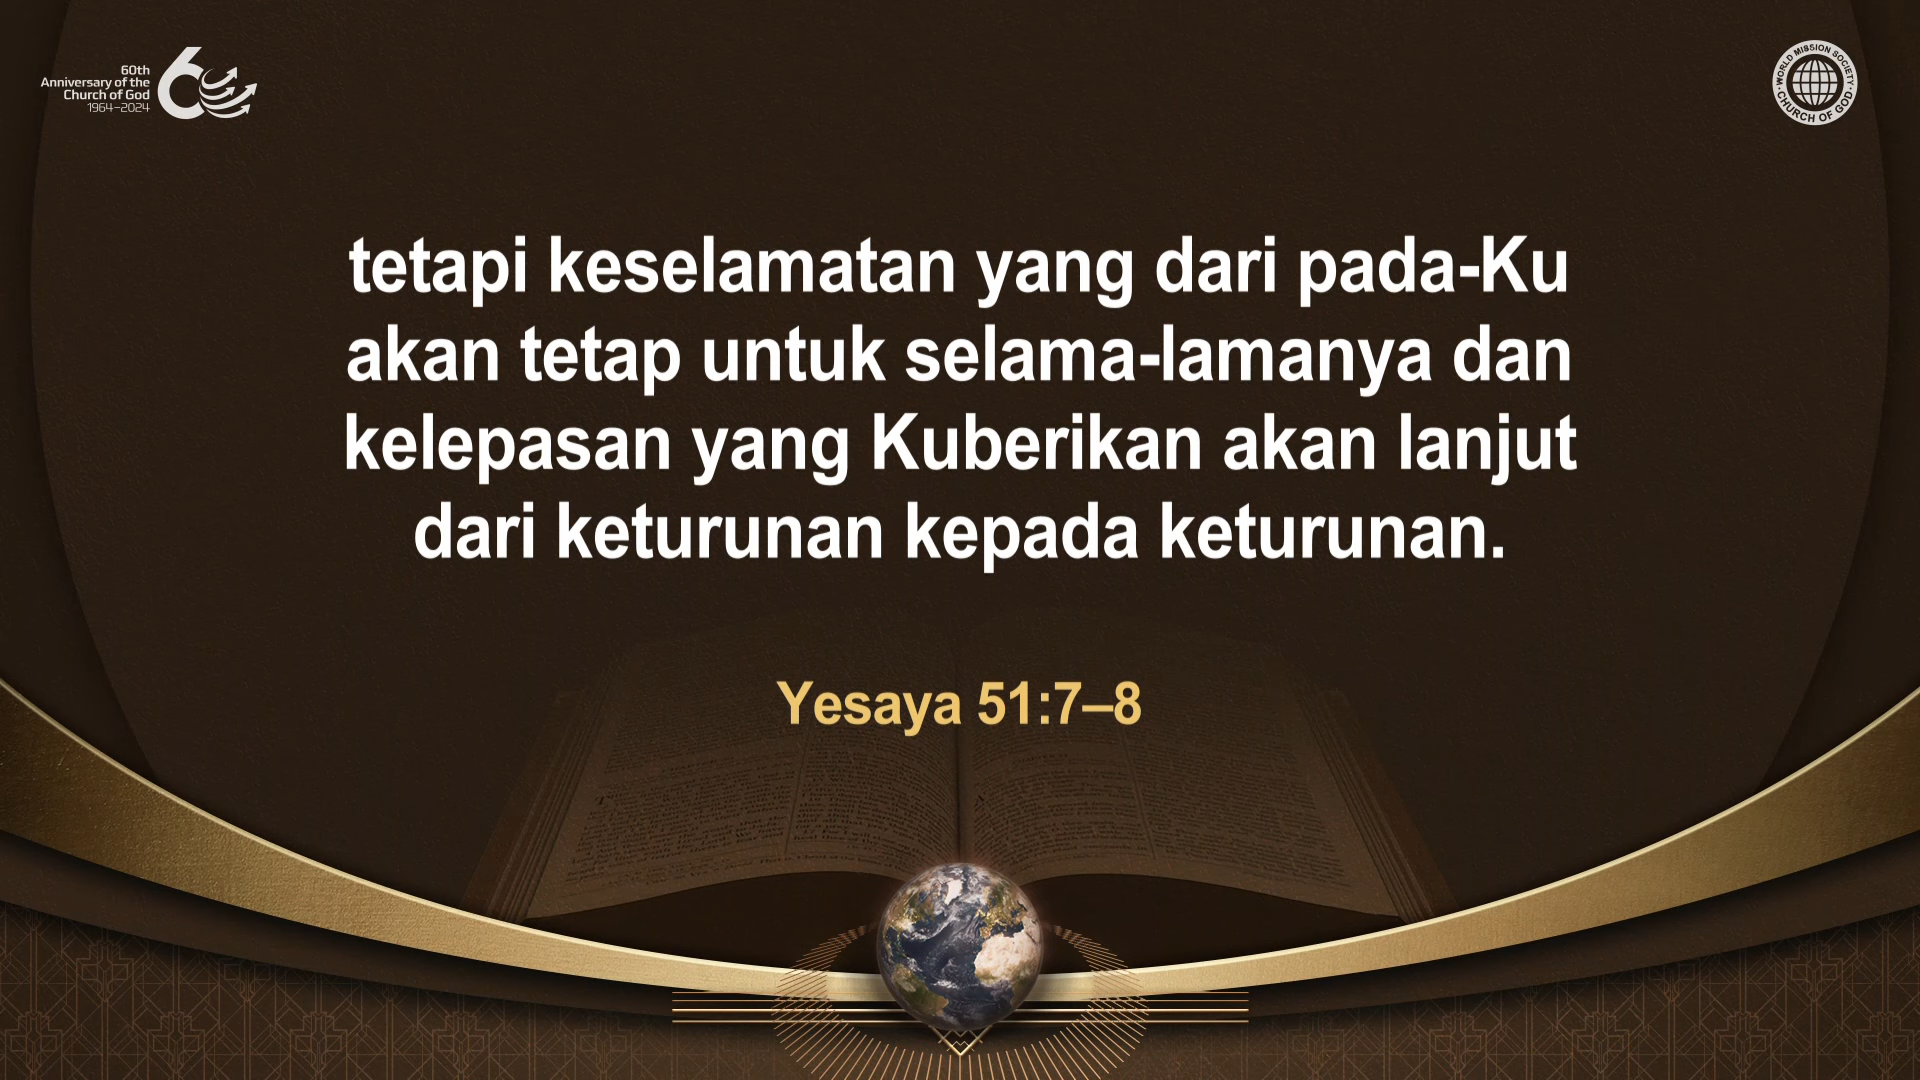 60th
Anniversary of the
Church of God
1964–2024
60
WORLD MISSION SOCIETY
CHURCH OF GOD
tetapi keselamatan yang dari pada-Ku
akan tetap untuk selama-lamanya dan
kelepasan yang Kuberikan akan lanjut
dari keturunan kepada keturunan.
Yesaya 51:7–8